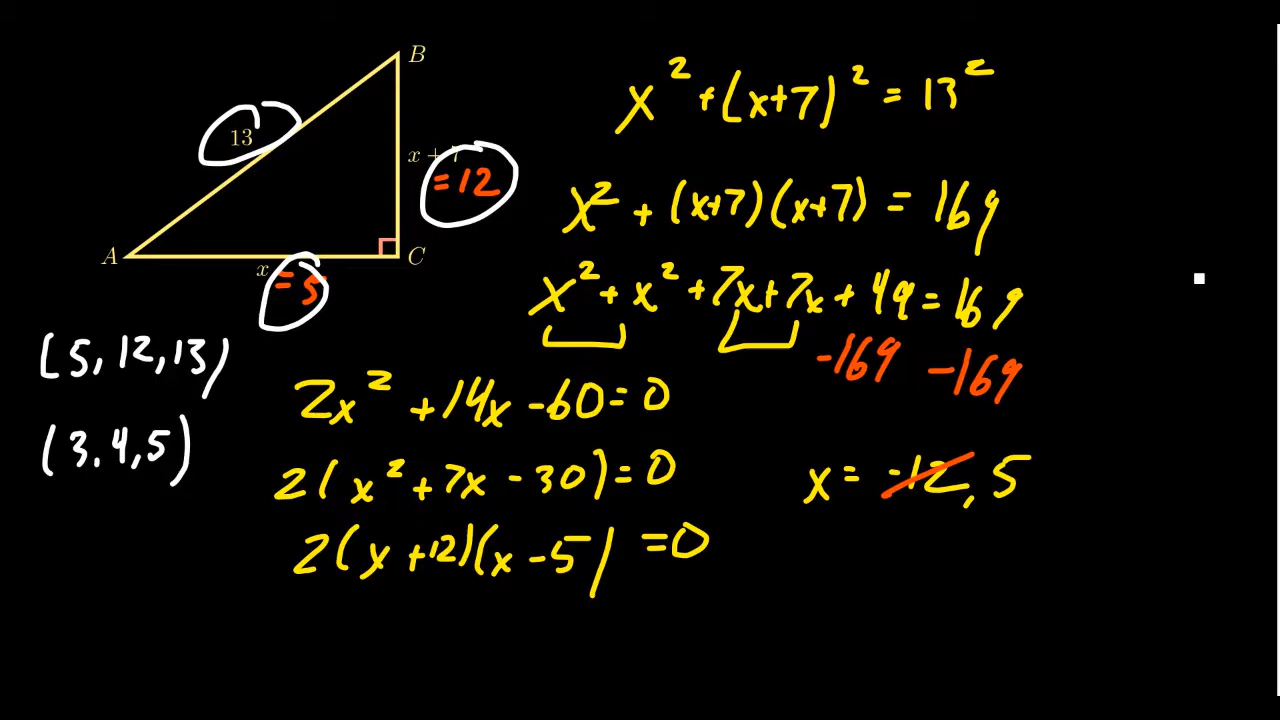 B
13
x + 7
= 12
A
C
x
= 5
x² + (x+7)² = 13²
x² + (x+7)(x+7) = 169
x² + x² + 7x + 7x + 49 = 169
-169 -169
(5, 12, 13)
(3.4,5)
2x² + 14x - 60 = 0
2(x² + 7x - 30) = 0
2(x + 12)(x - 5) = 0
x = -12, 5